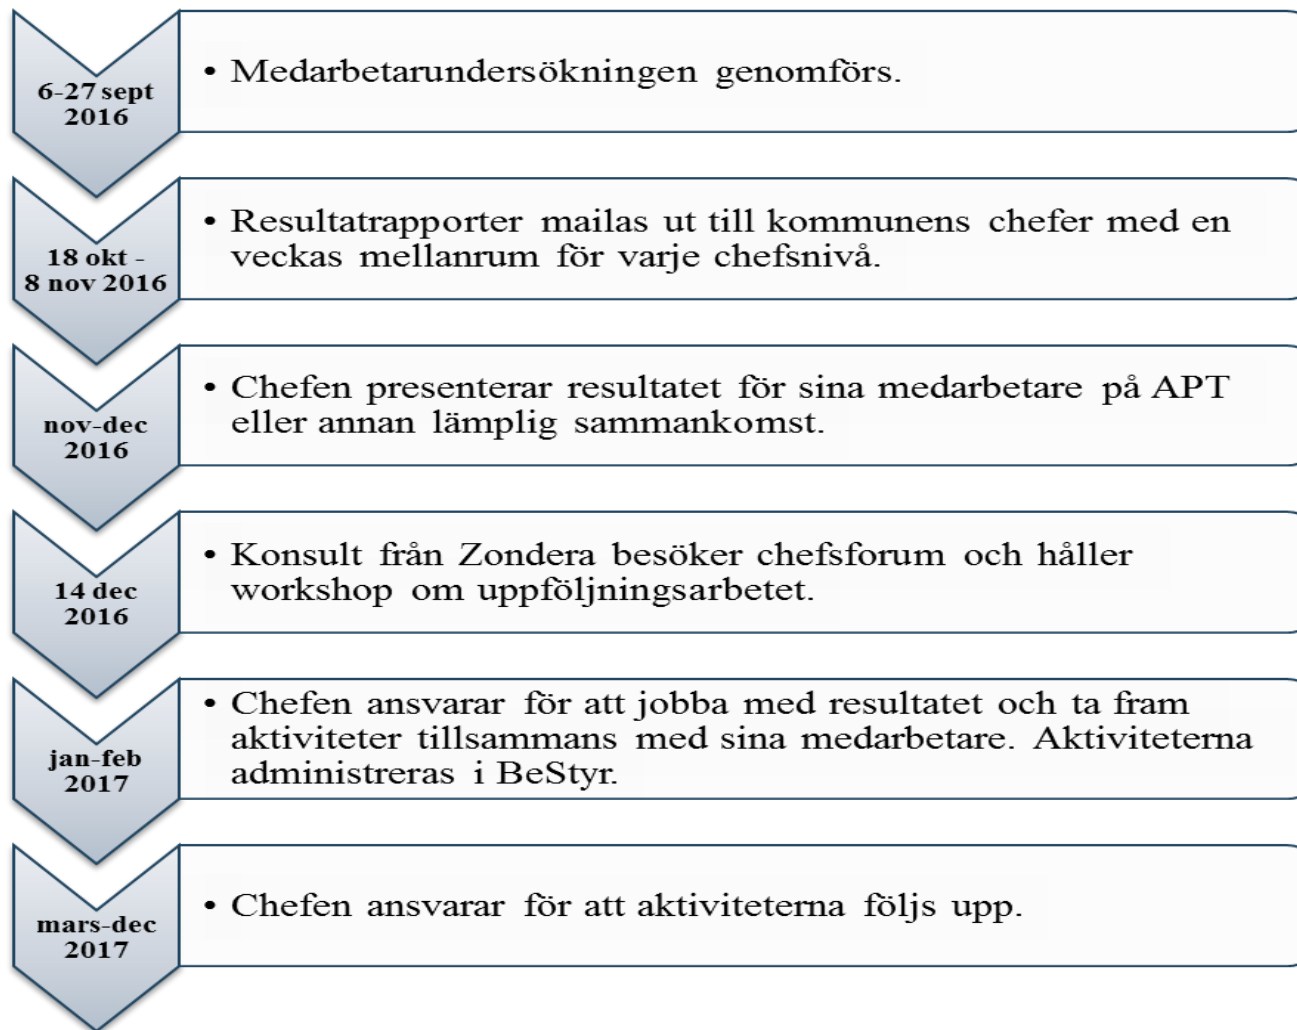 6-27 sept
2016
• Medarbetarundersökningen genomförs.
18 okt -
8 nov 2016
• Resultatrapporter mailas ut till kommunens chefer med en
veckas mellanrum för varje chefsnivå.
nov-dec
2016
• Chefen presenterar resultatet för sina medarbetare på APT
eller annan lämplig sammankomst.
14 dec
2016
• Konsult från Zondera besöker chefsforum och håller
workshop om uppföljningsarbetet.
jan-feb
2017
• Chefen ansvarar för att jobba med resultatet och ta fram
aktiviteter tillsammans med sina medarbetare. Aktiviteterna
administreras i BeStyr.
mars-dec
2017
• Chefen ansvarar för att aktiviteterna följs upp.